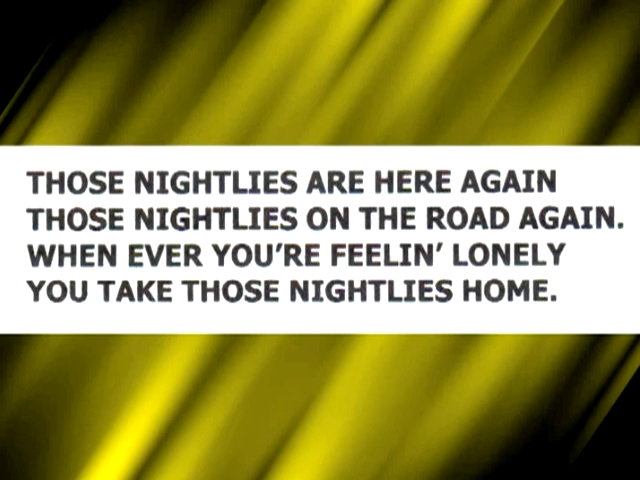 THOSE NIGHTLIES ARE HERE AGAIN
THOSE NIGHTLIES ON THE ROAD AGAIN.
WHEN EVER YOU'RE FEELIN' LONELY
YOU TAKE THOSE NIGHTLIES HOME.